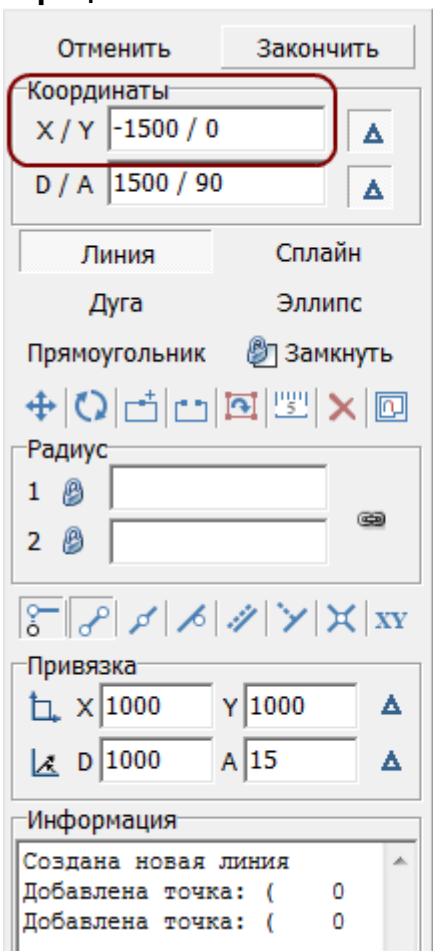 Отменить Закончить
Координаты
X / Y -1500 / 0
D / A 1500 / 90
Линия Сплайн
Дуга Эллипс
Прямоугольник Замкнуть
5
Радиус
1
2
XY
Привязка
X 1000 Y 1000
D 1000 A 15
Информация
Создана новая линия
Добавлена точка: ( 0
Добавлена точка: ( 0